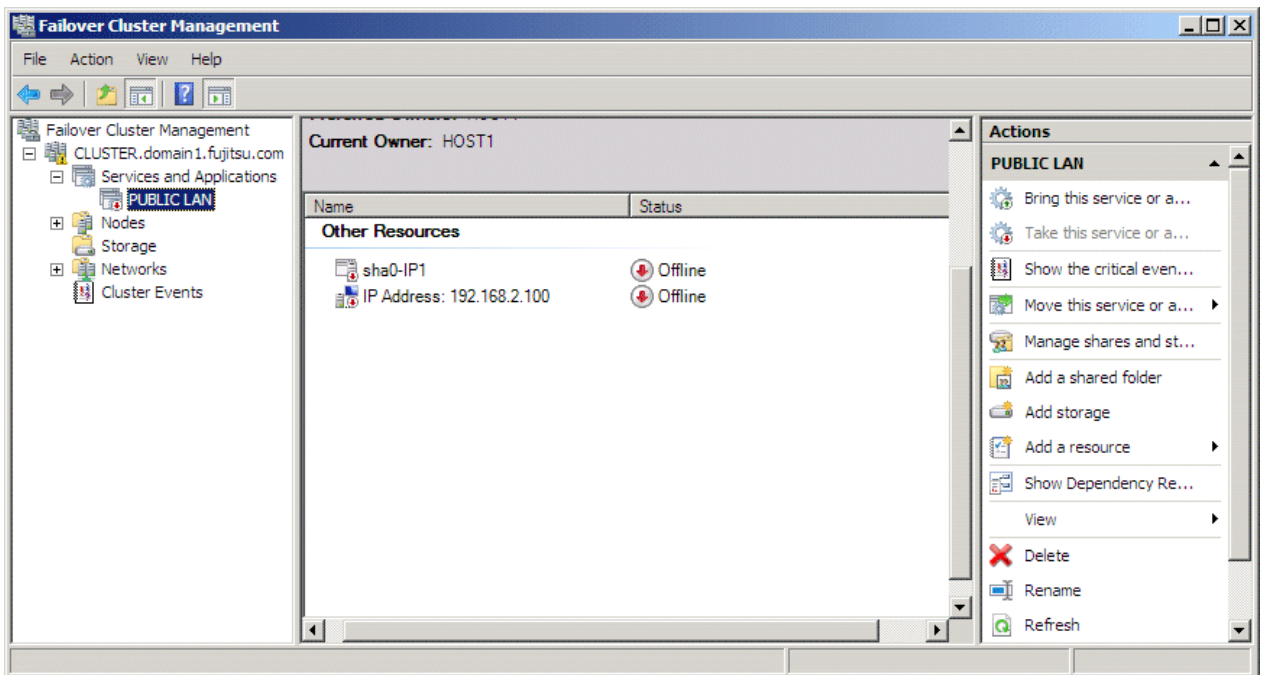 Failover Cluster Management
File Action View Help
Failover Cluster Management
CLUSTER.domain1.fujitsu.com
Services and Applications
PUBLIC LAN
Nodes
Storage
Networks
Cluster Events
Current Owner: HOST1
Name Status
Other Resources
sha0-IP1 Offline
IP Address: 192.168.2.100 Offline
Actions
PUBLIC LAN
Bring this service or a...
Take this service or a...
Show the critical even...
Move this service or a...
Manage shares and st...
Add a shared folder
Add storage
Add a resource
Show Dependency Re...
View
Delete
Rename
Refresh